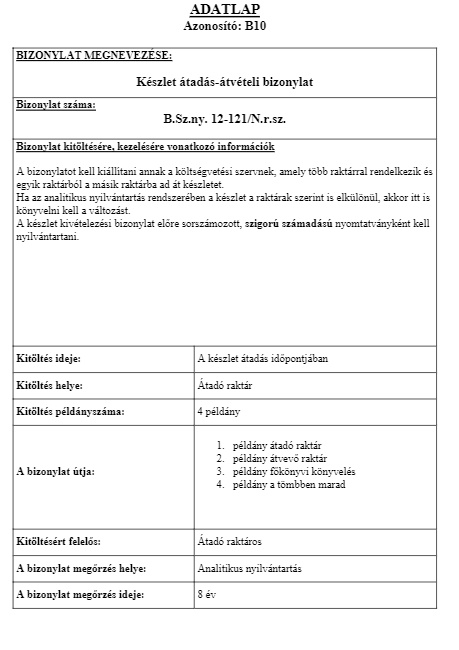 ADATLAP
Azonosító: B10
BIZONYLAT MEGNEVEZÉSE:
Készlet átadás-átvételi bizonylat
Bizonylat száma:
B.Sz.ny. 12-121/N.r.sz.
Bizonylat kitöltésére, kezelésére vonatkozó információk
A bizonylatot kell kiállítani annak a költségvetési szervnek, amely több raktárral rendelkezik és
egyik raktárból a másik raktárba ad át készletet.
Ha az analitikus nyilvántartás rendszerében a készlet a raktárak szerint is elkülönül, akkor itt is
könyvelni kell a változást.
A készlet kivételezési bizonylat előre sorszámozott, szigorú számadású nyomtatványként kell
nyilvántartani.
Kitöltés ideje:
A készlet átadás időpontjában
Kitöltés helye:
Átadó raktár
Kitöltés példányszáma:
4 példány
A bizonylat útja:
1. példány átadó raktár
2. példány átvevő raktár
3. példány főkönyvi könyvelés
4. példány a tömbben marad
Kitöltésért felelős:
Átadó raktáros
A bizonylat megőrzés helye:
Analitikus nyilvántartás
A bizonylat megőrzés ideje:
8 év